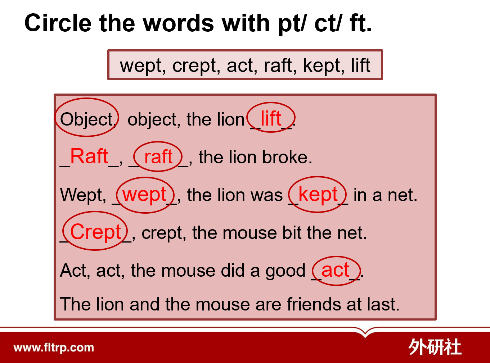 Circle the words with pt/ ct/ ft.
wept, crept, act, raft, kept, lift
Object, object, the lion _lift_.
_Raft_, _raft_, the lion broke.
Wept, _wept_, the lion was _kept_ in a net.
_Crept_, crept, the mouse bit the net.
Act, act, the mouse did a good _act_.
The lion and the mouse are friends at last.
www.fltrp.com 外研社